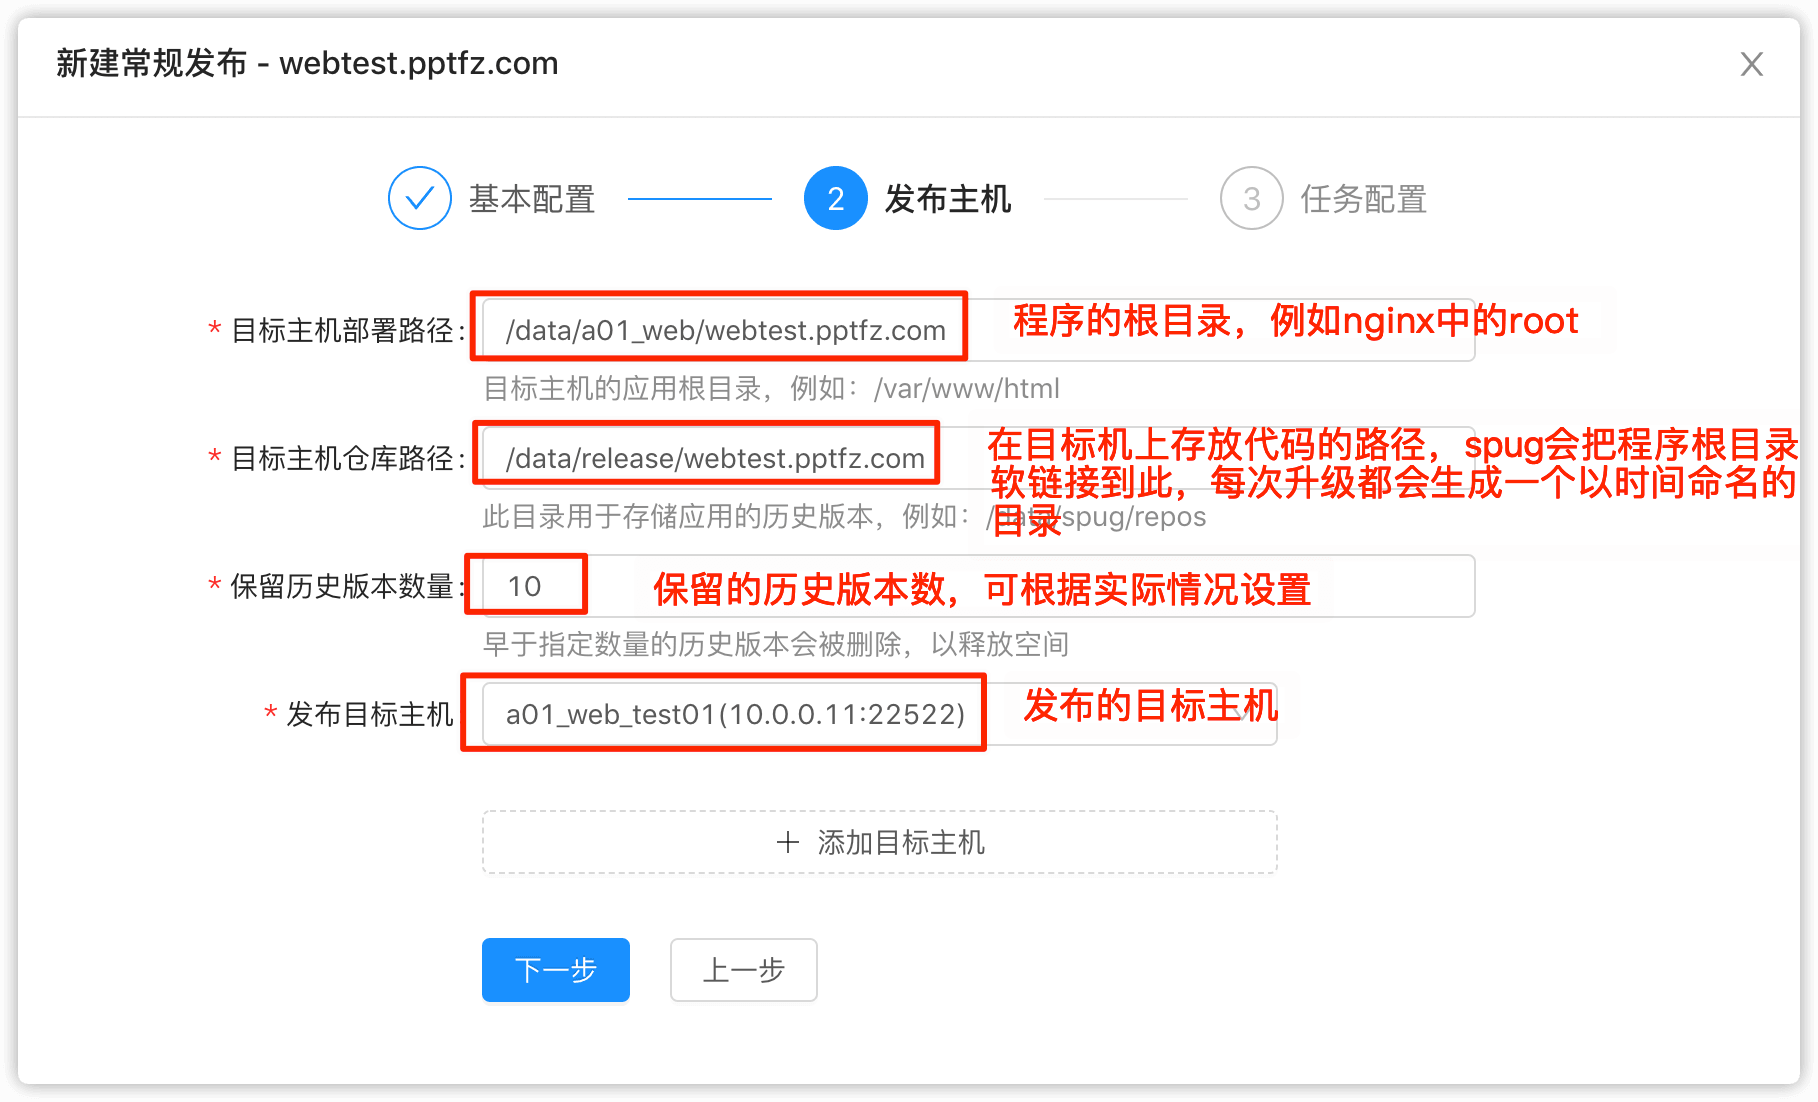 新建常规发布 - webtest.pptfz.com
基本配置
2 发布主机
3 任务配置
* 目标主机部署路径: /data/a01_web/webtest.pptfz.com 程序的根目录，例如nginx中的root
目标主机的应用根目录，例如：/var/www/html
* 目标主机仓库路径: /data/release/webtest.pptfz.com 在目标机上存放代码的路径，spug会把程序根目录
软链接到此，每次升级都会生成一个以时间命名的
目录
此目录用于存储应用的历史版本，例如：/data/spug/repos
* 保留历史版本数量: 10 保留的历史版本数，可根据实际情况设置
早于指定数量的历史版本会被删除，以释放空间
* 发布目标主机 a01_web_test01(10.0.0.11:22522) 发布的目标主机
+ 添加目标主机
下一步 上一步